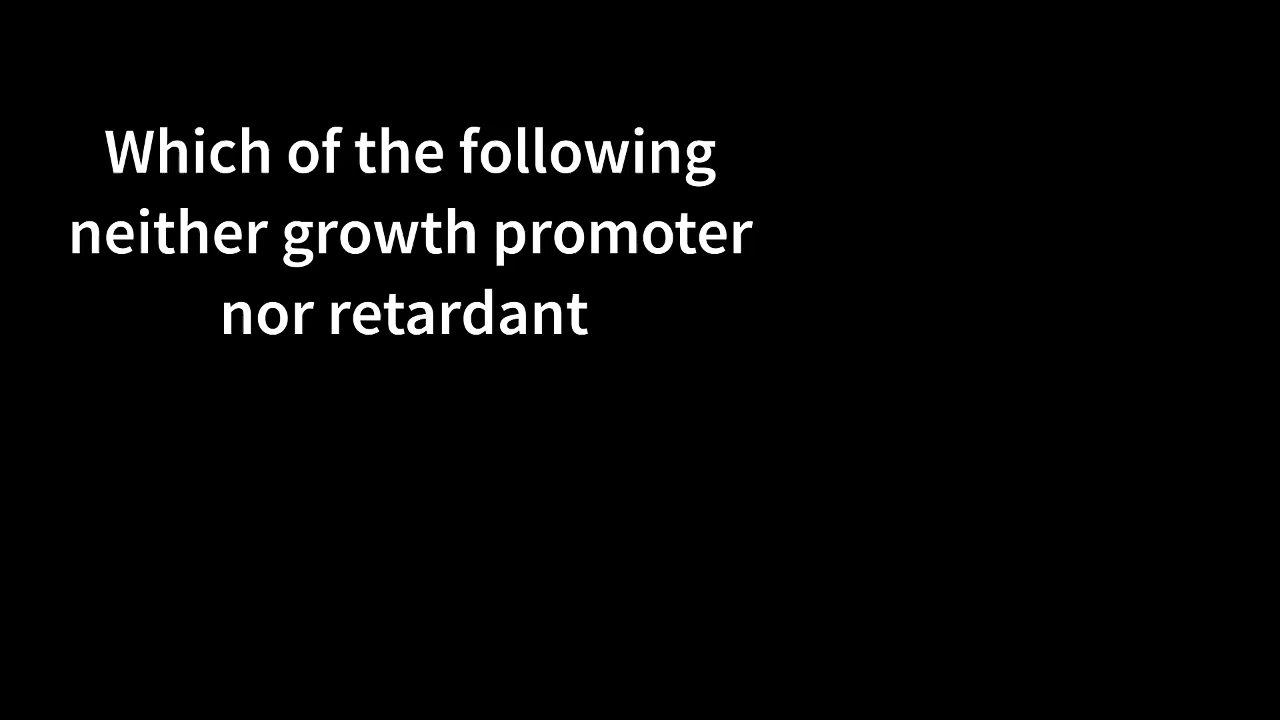 Which of the following
neither growth promoter
nor retardant